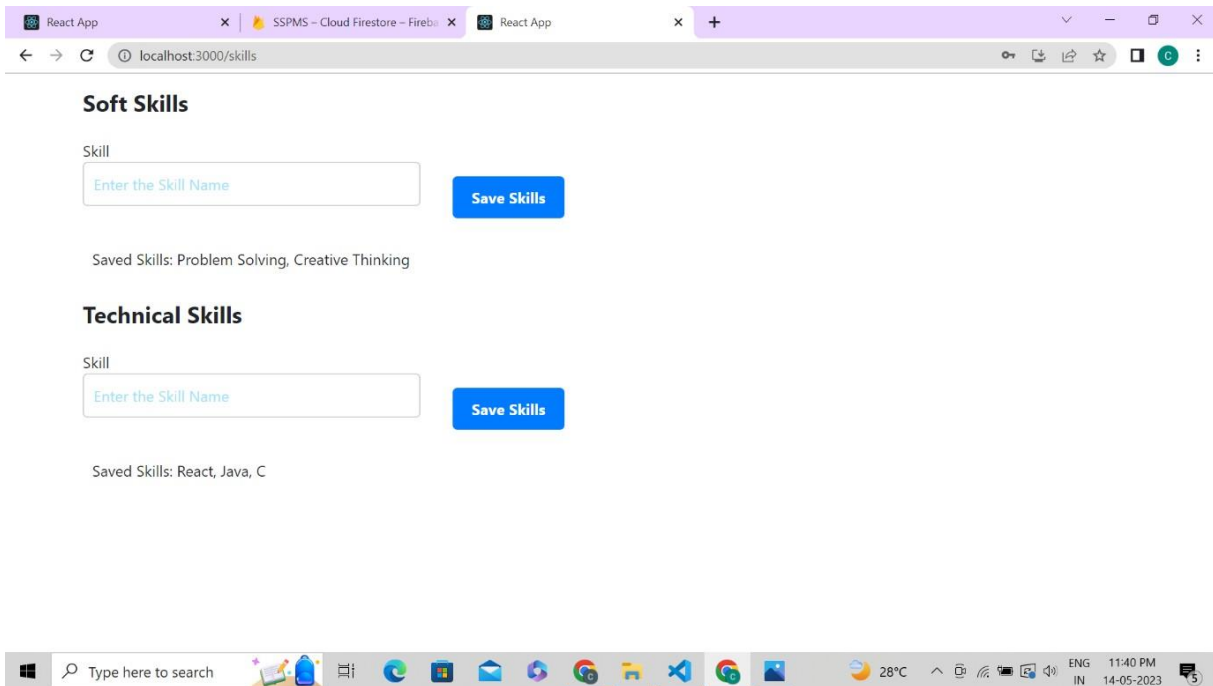 React App
SSPMS – Cloud Firestore – Fireba
React App
localhost:3000/skills
C
Soft Skills
Skill
Enter the Skill Name
Save Skills
Saved Skills: Problem Solving, Creative Thinking
Technical Skills
Skill
Enter the Skill Name
Save Skills
Saved Skills: React, Java, C
Type here to search
28°C
ENG
IN
11:40 PM
14-05-2023
5